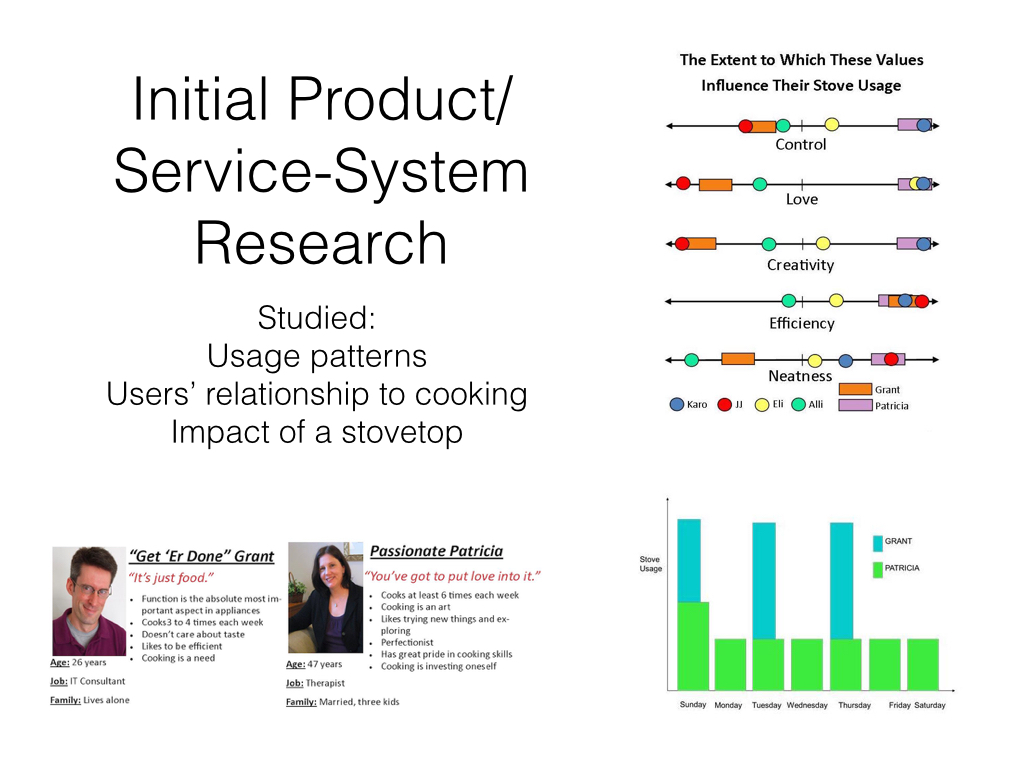 Initial Product/
Service-System
Research
Studied:
Usage patterns
Users' relationship to cooking
Impact of a stovetop
"Get 'Er Done" Grant
"It's just food."
• Function is the absolute most im-
portant aspect in appliances
• Cooks3 to 4 times each week
• Doesn't care about taste
• Likes to be efficient
• Cooking is a need
Age: 26 years
Job: IT Consultant
Family: Lives alone
Passionate Patricia
"You've got to put love into it."
• Cooks at least 6 times each week
• Cooking is an art
• Likes trying new things and ex-
ploring
• Perfectionist
• Has great pride in cooking skills
• Cooking is investing oneself
Age: 47 years
Job: Therapist
Family: Married, three kids
The Extent to Which These Values
Influence Their Stove Usage
Control
Love
Creativity
Efficiency
Neatness
Karo JJ Eli Alli
Grant
Patricia
Stove
Usage
GRANT
PATRICIA
Sunday Monday Tuesday Wednesday Thursday Friday Saturday